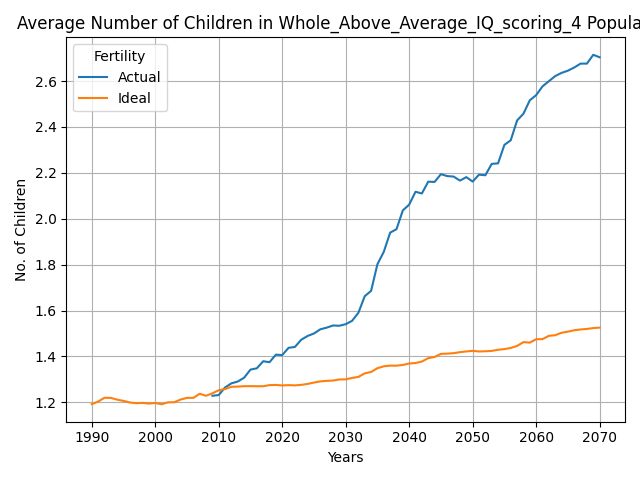 Average Number of Children in Whole_Above_Average_IQ_scoring_4 Popula
Fertility
Actual
Ideal
2.6
2.4
2.2
2.0
1.8
1.6
1.4
1.2
No. of Children
1990 2000 2010 2020 2030 2040 2050 2060 2070
Years